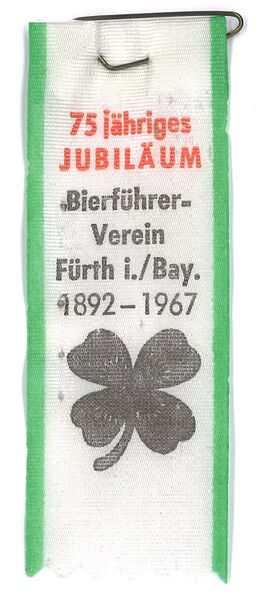 75 jähriges
JUBILÄUM
Bierführer-
Verein
Fürth i./Bay.
1892-1967